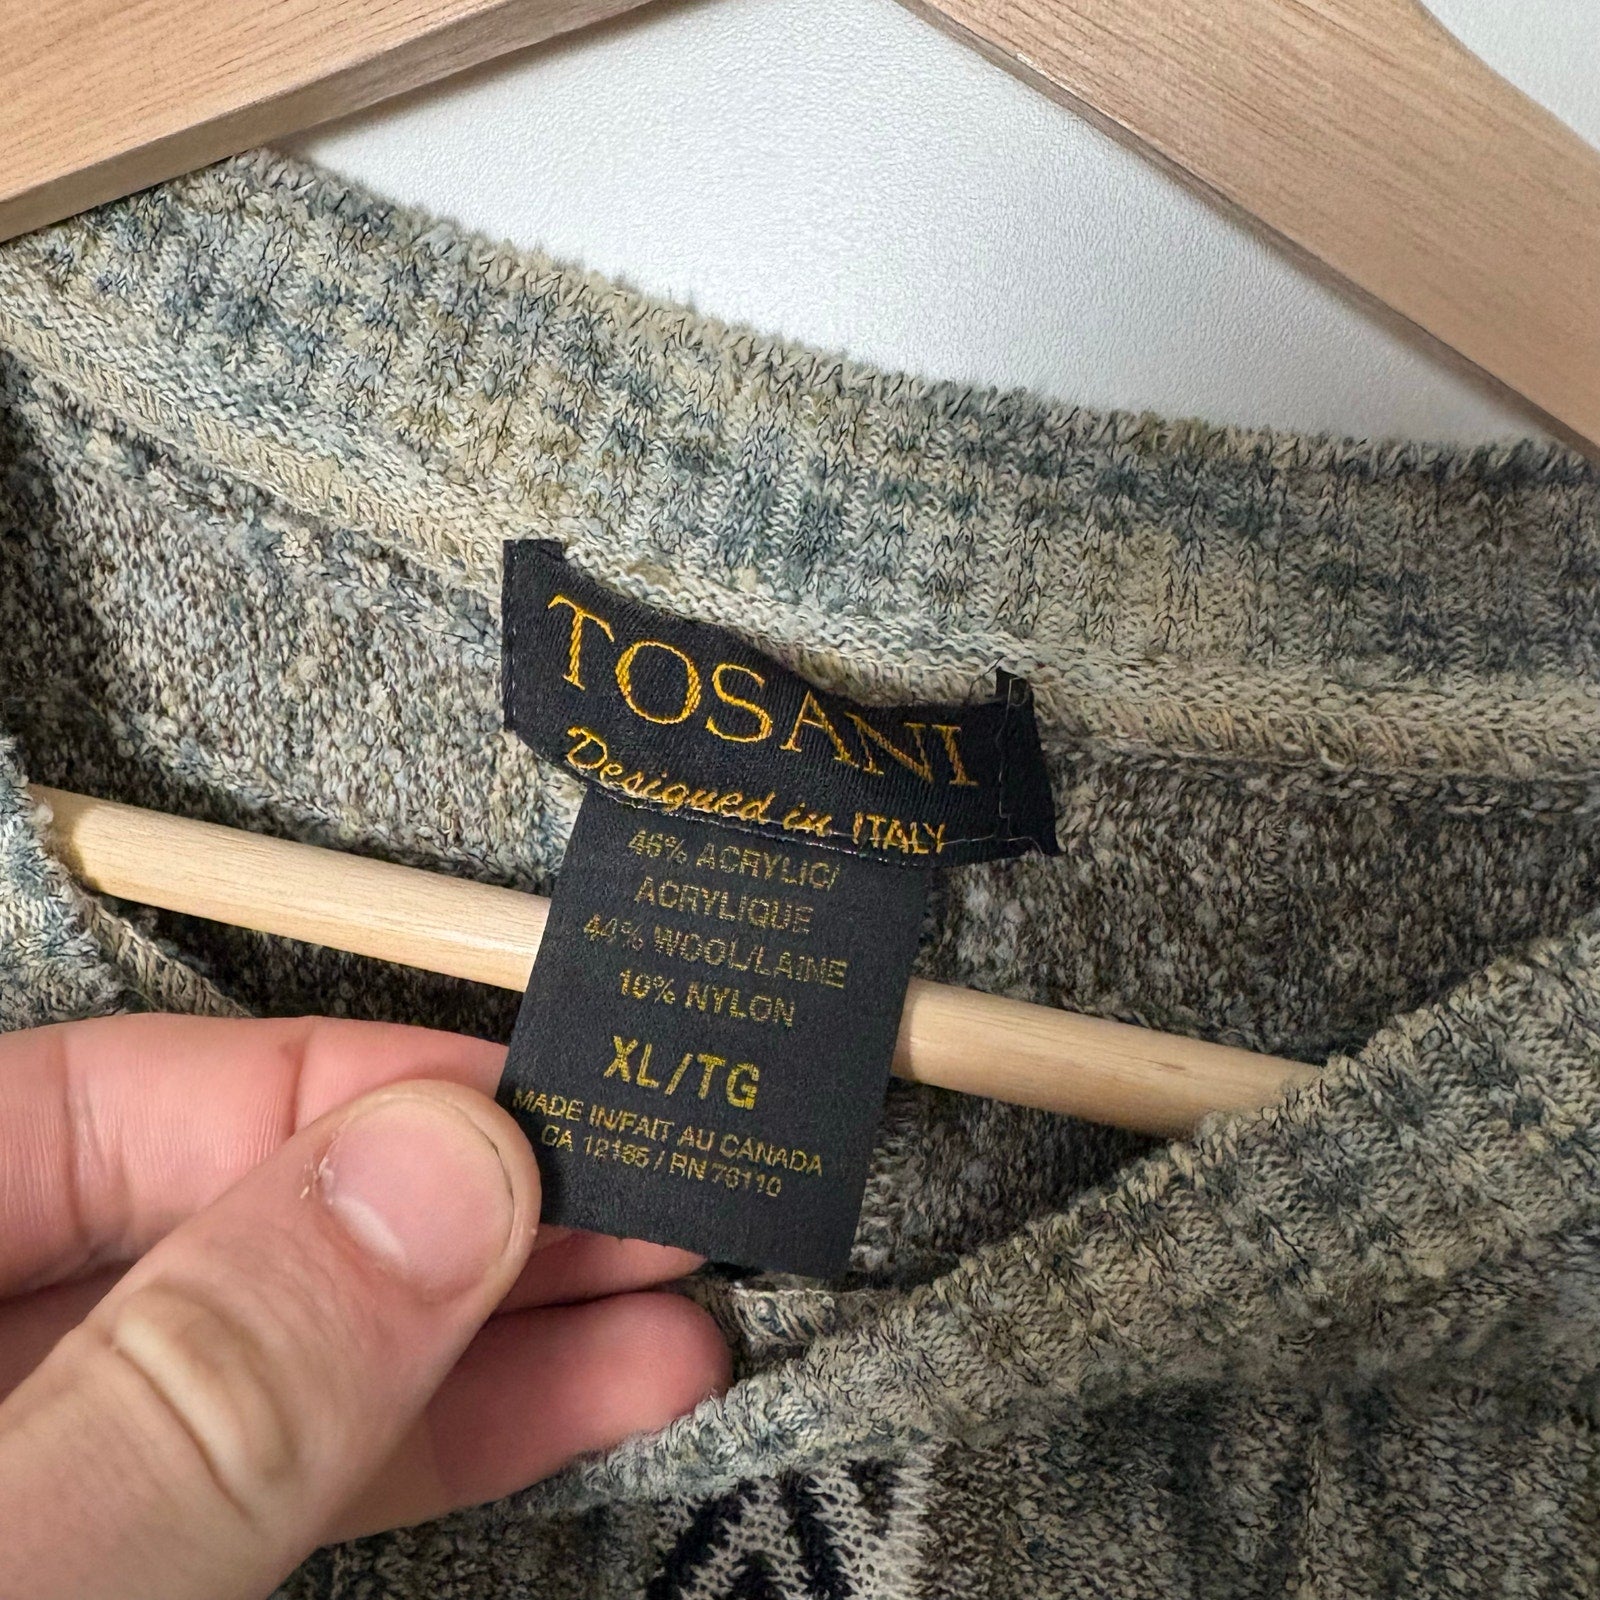 TOSANI
Designed in ITALY
46% ACRYLIC/
ACRYLIQUE
44% WOOL/LAINE
10% NYLON
XL/TG
MADE IN/FAIT AU CANADA
CA 12165 / RN 76110